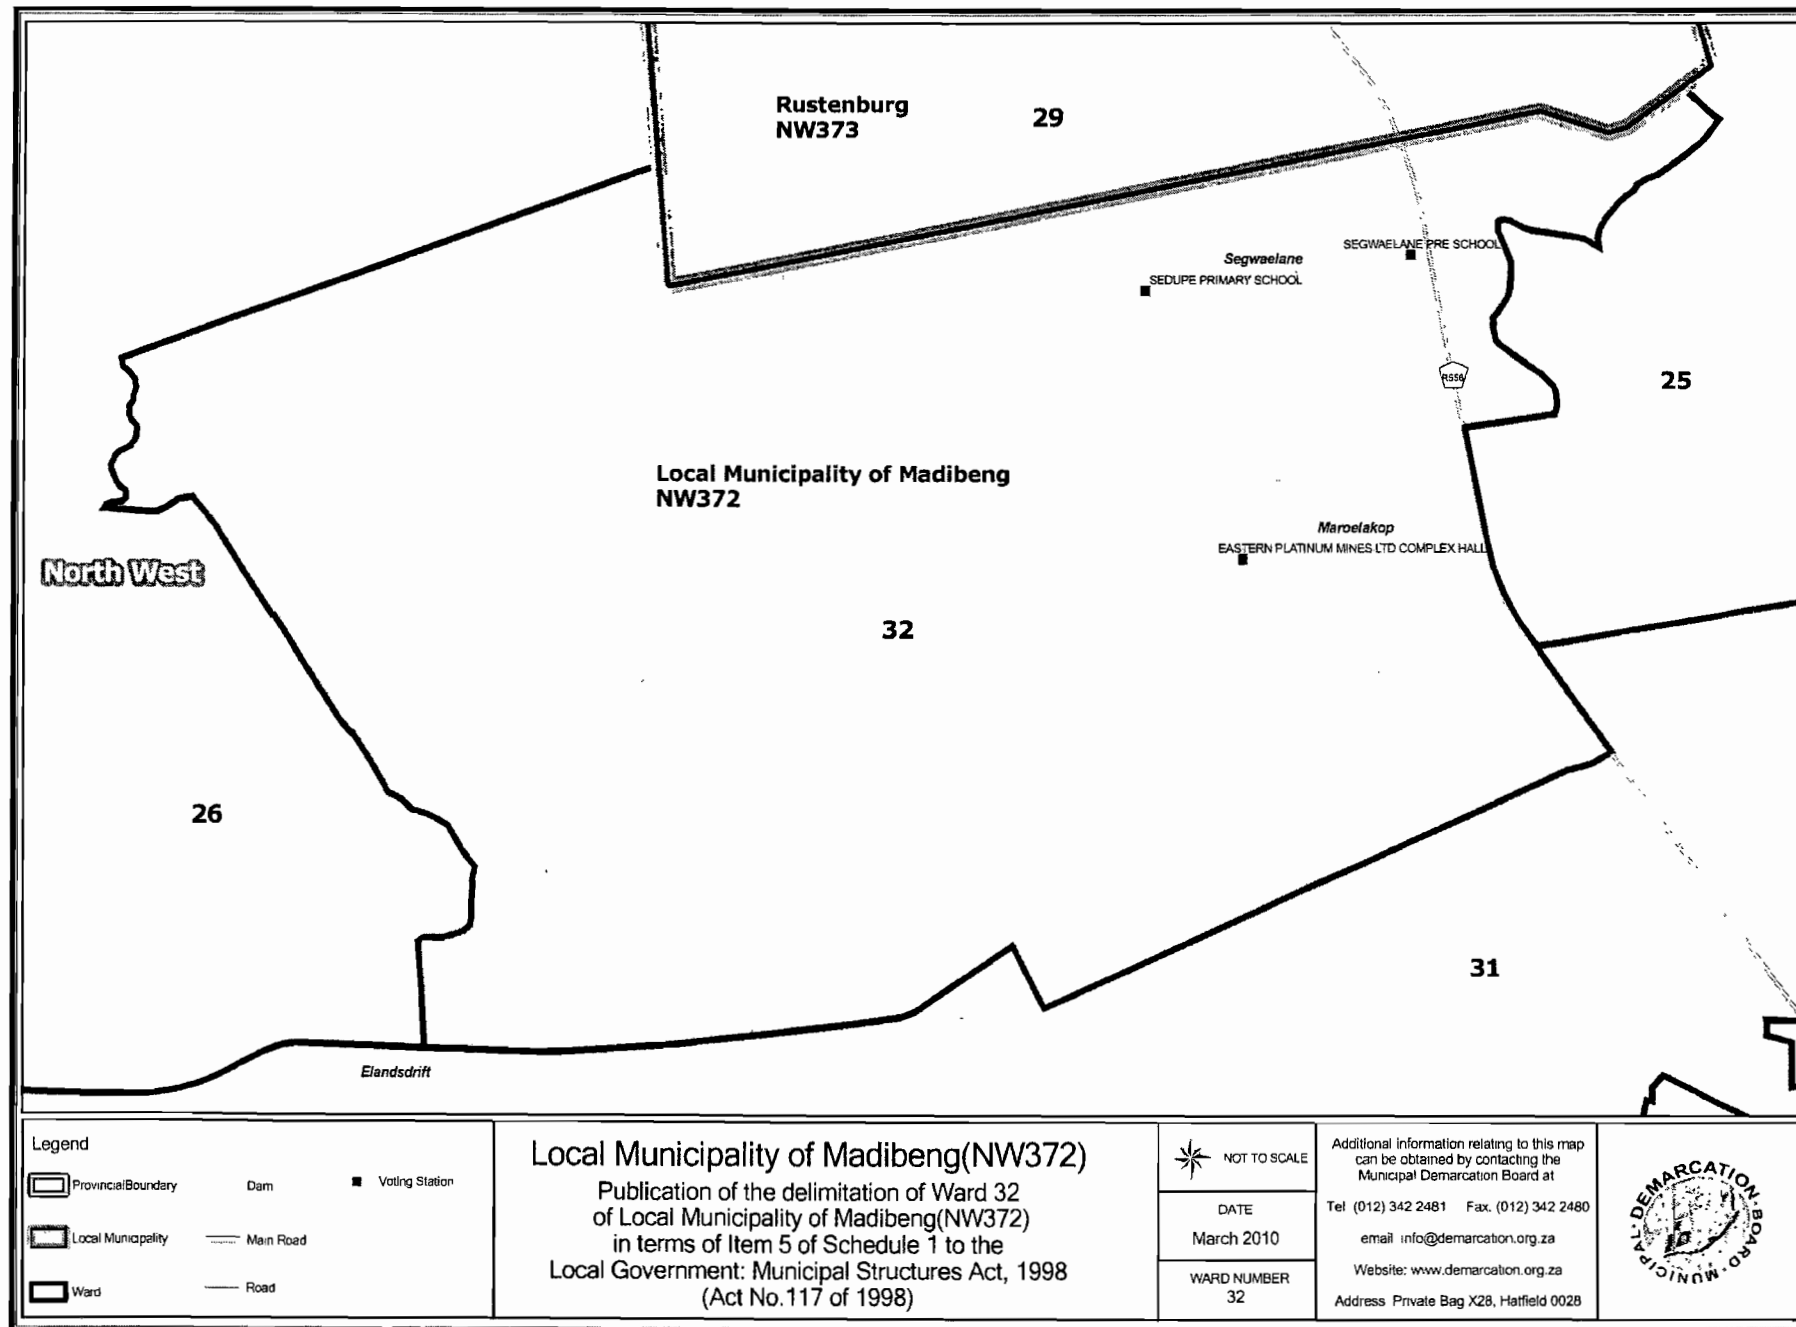 Rustenburg
NW373
29
SEGWAELANE PRE SCHOOL
Segwaelane
SEDUPE PRIMARY SCHOOL
R556
25
Local Municipality of Madibeng
NW372
Maroelakop
EASTERN PLATINUM MINES LTD COMPLEX HALL
North West
32
26
31
Elandsdrift
Legend
Provincial Boundary
Local Municipality
Ward
Dam
Main Road
Road
Voting Station
Local Municipality of Madibeng(NW372)
Publication of the delimitation of Ward 32
of Local Municipality of Madibeng(NW372)
in terms of Item 5 of Schedule 1 to the
Local Government: Municipal Structures Act, 1998
(Act No.117 of 1998)
NOT TO SCALE
DATE
March 2010
WARD NUMBER
32
Additional information relating to this map
can be obtained by contacting the
Municipal Demarcation Board at
Tel (012) 342 2481 Fax. (012) 342 2480
email info@demarcation.org.za
Website: www.demarcation.org.za
Address Private Bag X28, Hatfield 0028
MUNICIPAL · DEMARCATION · BOARD